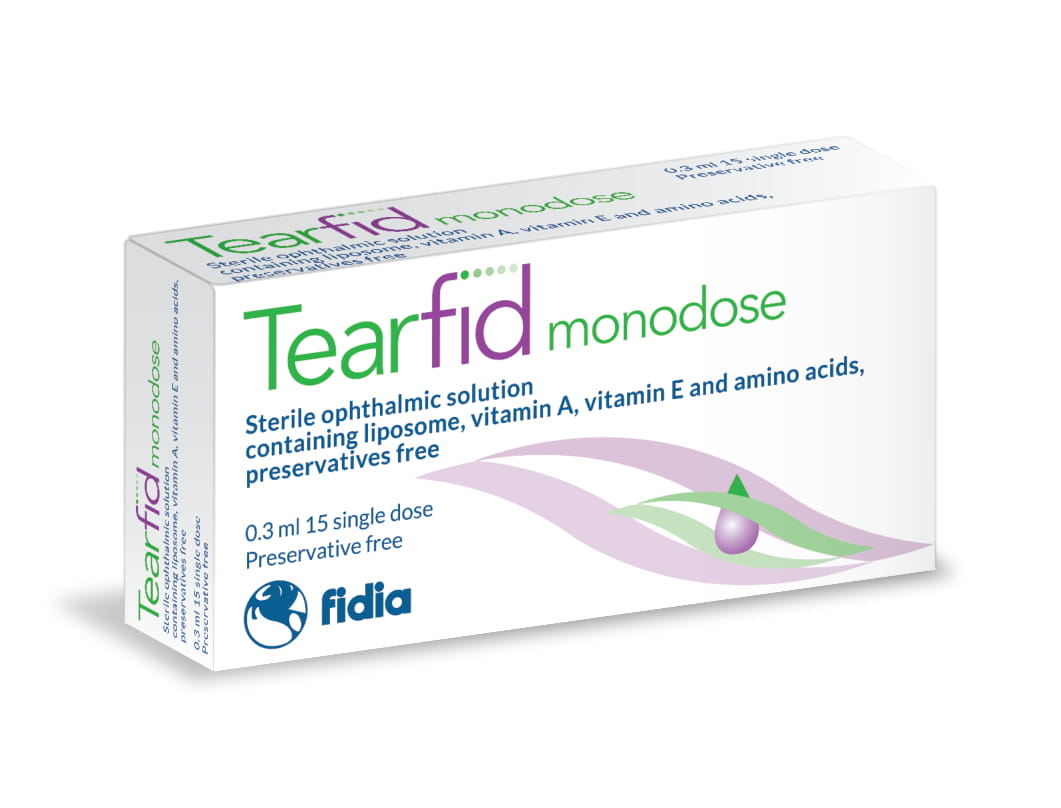 Tearfid monodose
Sterile ophthalmic solution
containing liposome, vitamin A, vitamin E and amino acids,
preservatives free
0.3 ml 15 single dose
Preservative free
Tearfid monodose
Sterile ophthalmic solution
containing liposome, vitamin A, vitamin E and amino acids,
preservatives free
0.3 ml 15 single dose
Preservative free
fidia
Tearfid monodose
Sterile ophthalmic solution
containing liposome, vitamin A, vitamin E and amino acids.
preservatives free
0.3 ml 15 single dose
Preservative free